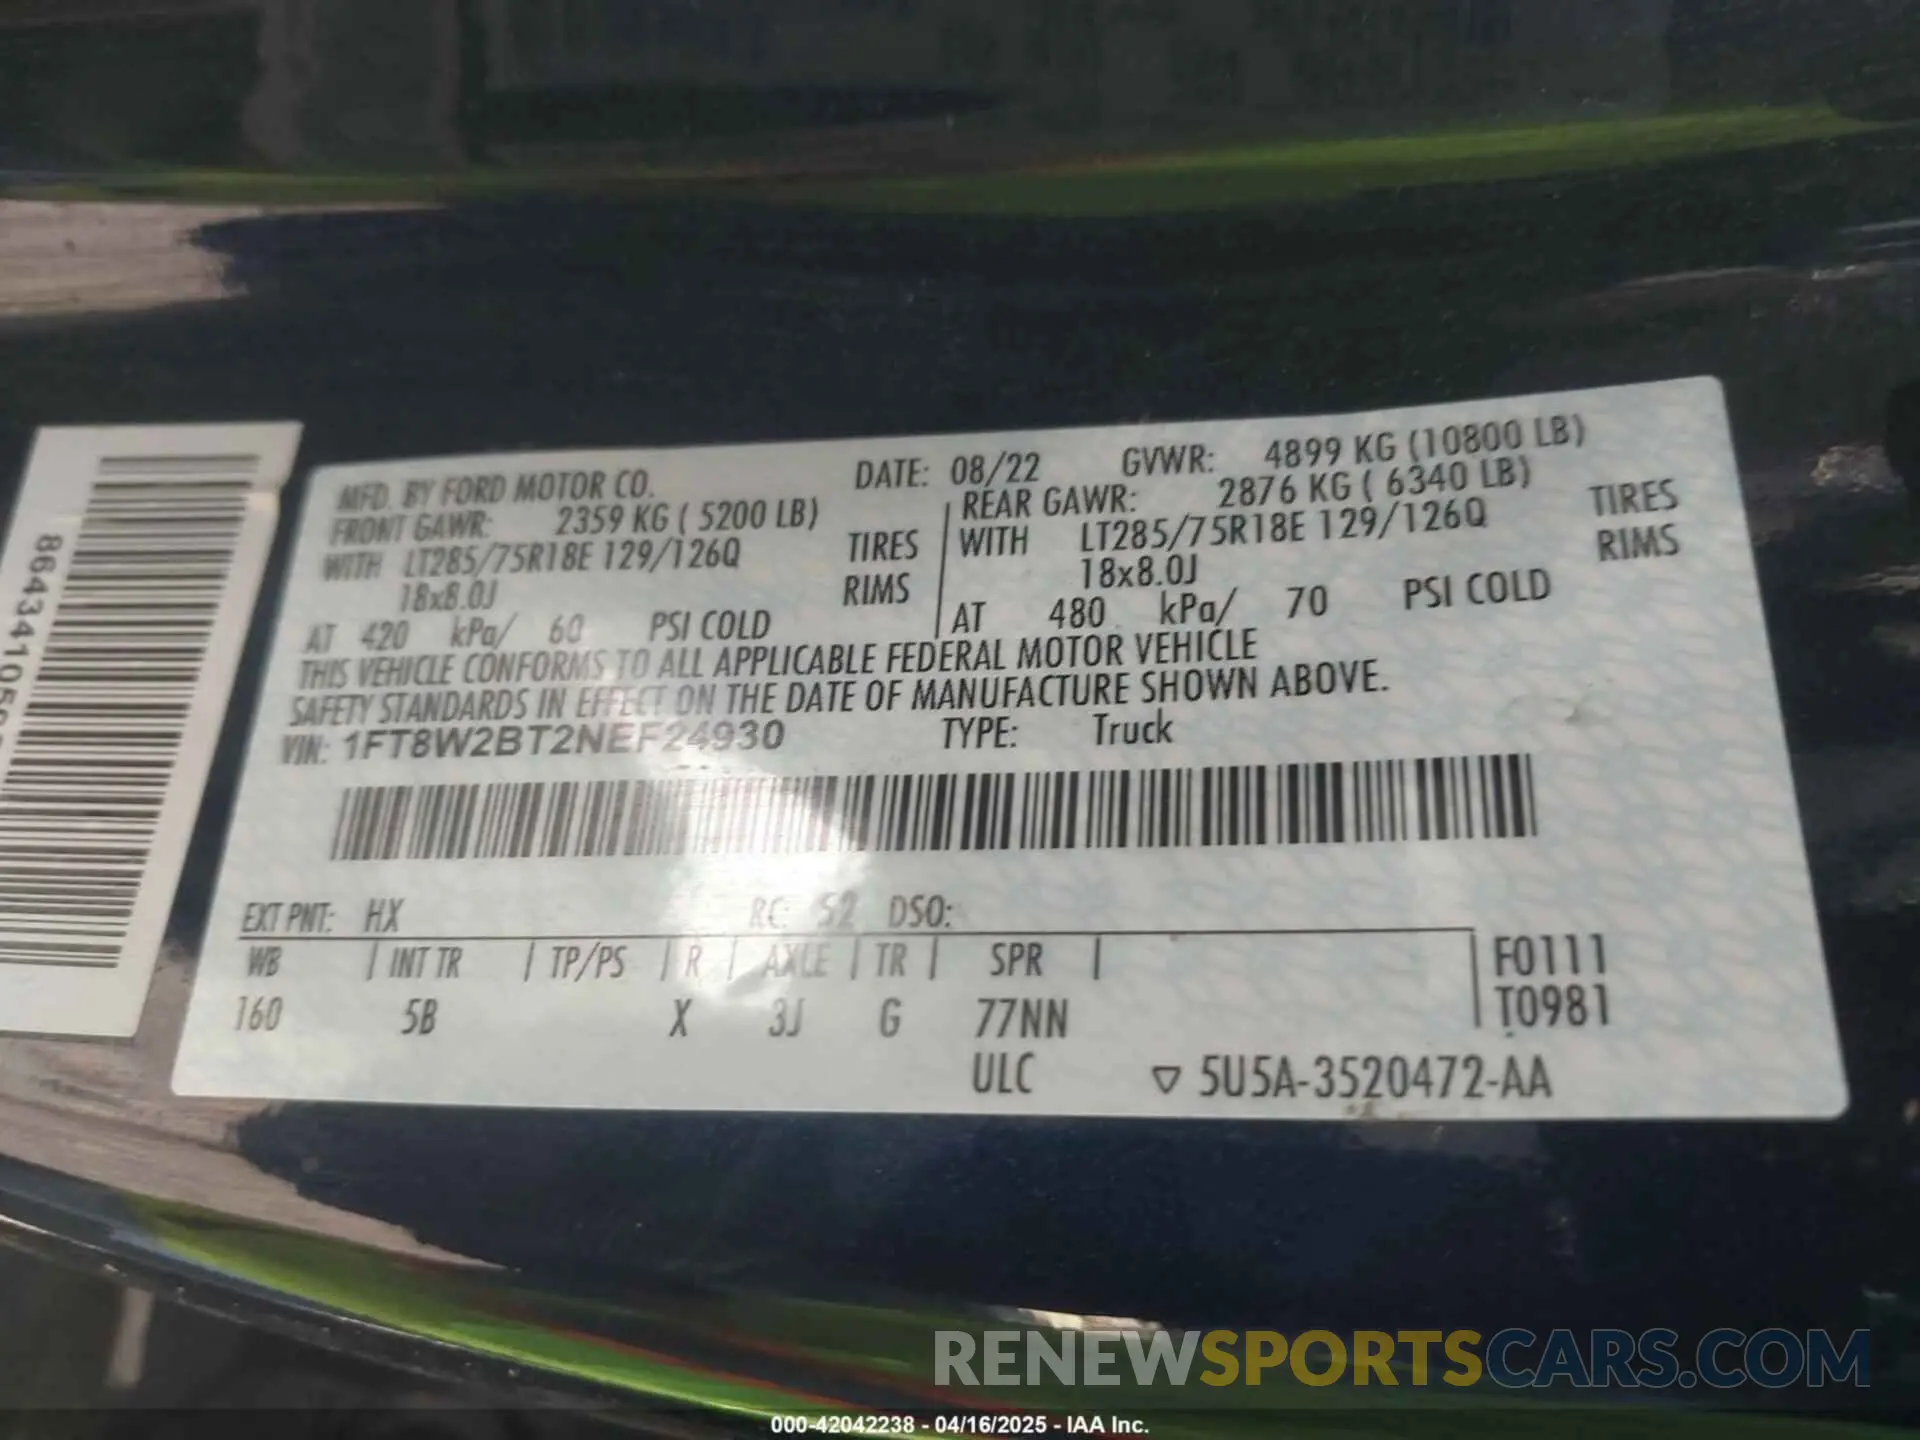 MFD. BY FORD MOTOR CO. DATE: 08/22 GVWR: 4899 KG (10800 LB)
FRONT GAWR: 2359 KG ( 5200 LB) REAR GAWR: 2876 KG ( 6340 LB)
WITH LT285/75R18E 129/126Q TIRES WITH LT285/75R18E 129/126Q TIRES
18x8.0J RIMS 18x8.0J RIMS
AT 420 kPa/ 60 PSI COLD AT 480 kPa/ 70 PSI COLD
THIS VEHICLE CONFORMS TO ALL APPLICABLE FEDERAL MOTOR VEHICLE
SAFETY STANDARDS IN EFFECT ON THE DATE OF MANUFACTURE SHOWN ABOVE.
VIN: 1FT8W2BT2NEF24930 TYPE: Truck
EXT PNT: HX RC: 52 DSO:
WB | INT TR | TP/PS | R | AXLE | TR | SPR | F0111
160 5B X 3J G 77NN T0981
ULC ▽ 5U5A-3520472-AA
RENEWSPORTSCARS.COM
000-42042238 - 04/16/2025 - IAA Inc.